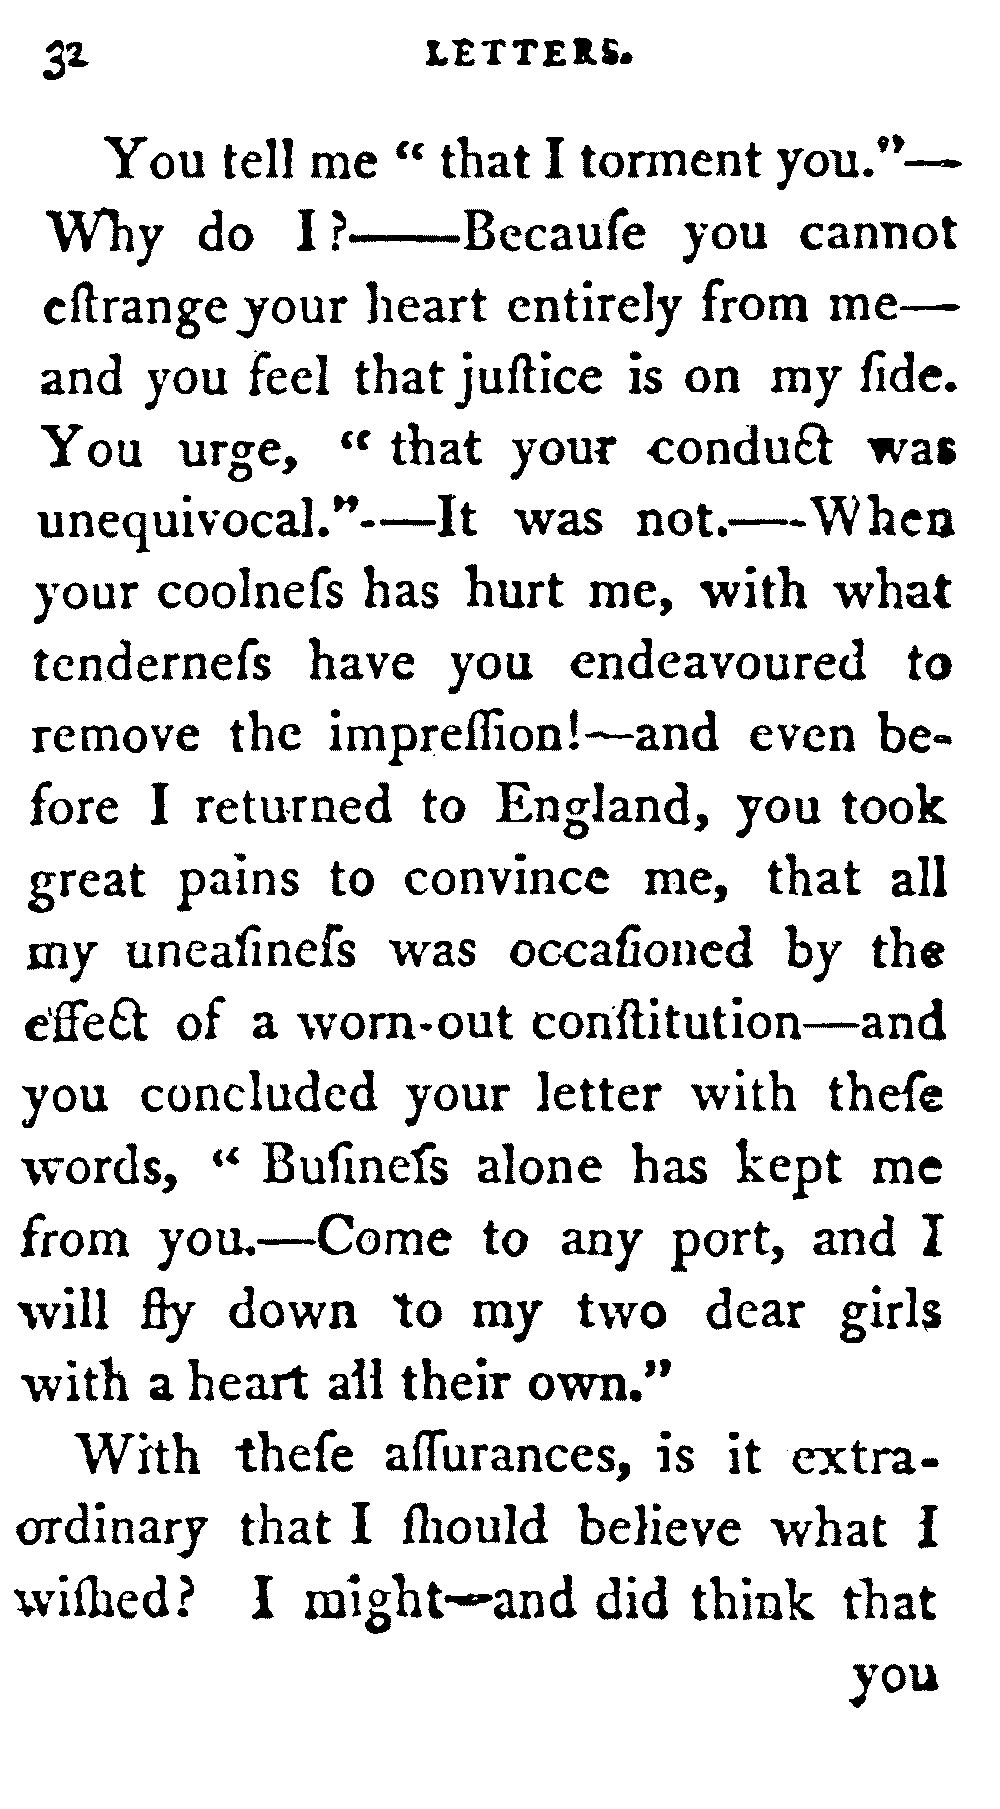 32 LETTERS.
You tell me “ that I torment you.”—
Why do I ?——Becauſe you cannot
eſtrange your heart entirely from me—
and you feel that juſtice is on my ſide.
You urge, “ that your conduct was
unequivocal.”-—It was not.—-When
your coolneſs has hurt me, with what
tenderneſs have you endeavoured to
remove the impreſſion!—and even be-
fore I returned to England, you took
great pains to convince me, that all
my uneaſineſs was occaſioned by the
effect of a worn-out conſtitution—and
you concluded your letter with theſe
words, “ Buſineſs alone has kept me
from you.—Come to any port, and I
will fly down to my two dear girls
with a heart all their own.”
With theſe aſſurances, is it extra-
ordinary that I ſhould believe what I
wiſhed? I might—and did think that
you